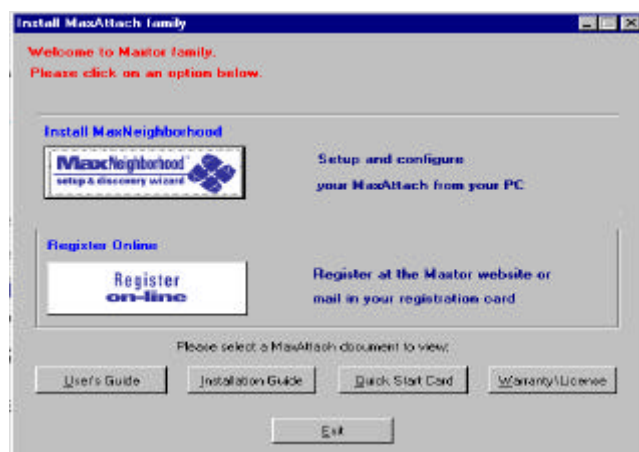 Install MaxAttach family
Welcome to Maxtor family.
Please click on an option below.
Install MaxNeighborhood
MaxNeighborhood
setup & discovery wizard
Setup and configure
your MaxAttach from your PC
Register Online
Register
on-line
Register at the Maxtor website or
mail in your registration card
Please select a MaxAttach document to view:
User's Guide
Installation Guide
Quick Start Card
Warranty\License
Exit